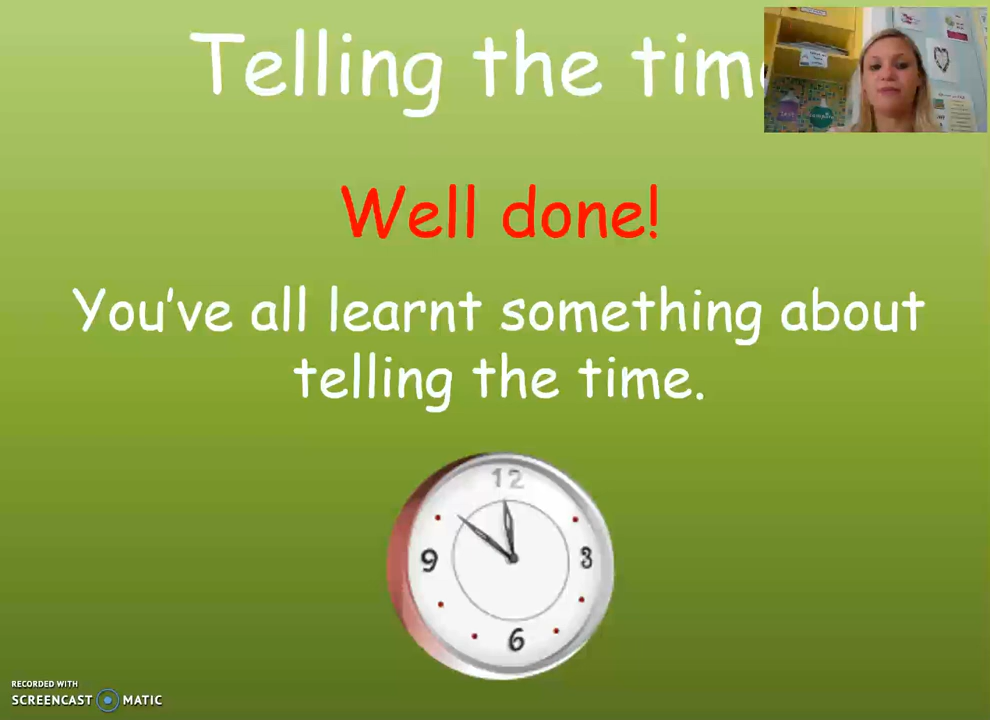 Telling the tim
Well done!
You've all learnt something about
telling the time.
12
9
3
6
RECORDED WITH
SCREENCAST MATIC